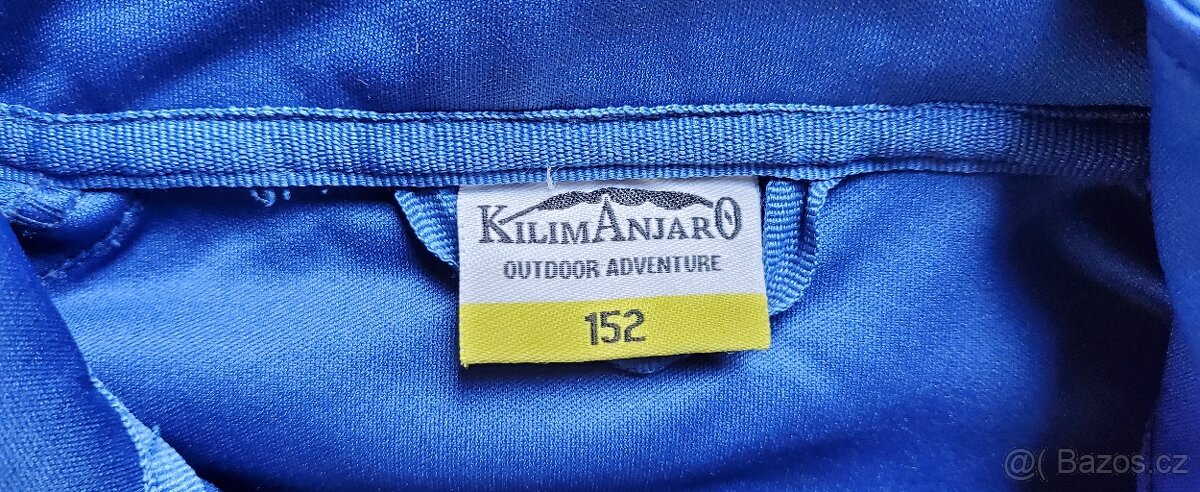 KILIMANJARO
OUTDOOR ADVENTURE
152
@( Bazos.cz